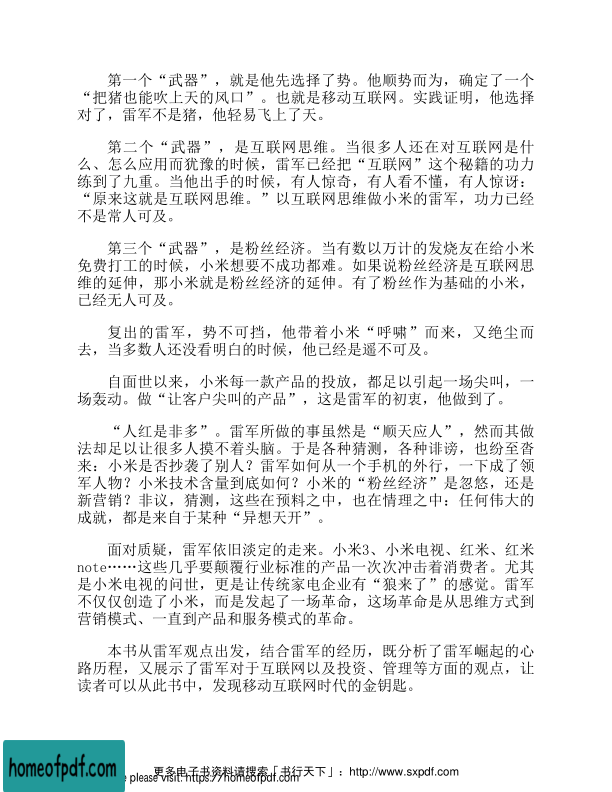 第一个“武器”，就是他先选择了势。他顺势而为，确定了一个
“把猪也能吹上天的风口”。也就是移动互联网。实践证明，他选择
对了，雷军不是猪，他轻易飞上了天。
第二个“武器”，是互联网思维。当很多人还在对互联网是什
么、怎么应用而犹豫的时候，雷军已经把“互联网”这个秘籍的功力
练到了九重。当他出手的时候，有人惊奇，有人看不懂，有人惊讶：
“原来这就是互联网思维。”以互联网思维做小米的雷军，功力已经
不是常人可及。
第三个“武器”，是粉丝经济。当有数以万计的发烧友在给小米
免费打工的时候，小米想要不成功都难。如果说粉丝经济是互联网思
维的延伸，那小米就是粉丝经济的延伸。有了粉丝作为基础的小米，
已经无人可及。
复出的雷军，势不可挡，他带着小米“呼啸”而来，又绝尘而
去，当多数人还没看明白的时候，他已经是遥不可及。
自面世以来，小米每一款产品的投放，都足以引起一场尖叫，一
场轰动。做“让客户尖叫的产品”，这是雷军的初衷，他做到了。
“人红是非多”。雷军所做的事虽然是“顺天应人”，然而其做
法却足以让很多人摸不着头脑。于是各种猜测，各种诽谤，也纷至沓
来：小米是否抄袭了别人？雷军如何从一个手机的外行，一下成了领
军人物？小米技术含量到底如何？小米的“粉丝经济”是忽悠，还是
新营销？非议，猜测，这些在预料之中，也在情理之中：任何伟大的
成就，都是来自于某种“异想天开”。
面对质疑，雷军依旧淡定的走来。小米3、小米电视、红米、红米
note……这些几乎要颠覆行业标准的产品一次次冲击着消费者。尤其
是小米电视的问世，更是让传统家电企业有“狼来了”的感觉。雷军
不仅仅创造了小米，而是发起了一场革命，这场革命是从思维方式到
营销模式、一直到产品和服务模式的革命。
本书从雷军观点出发，结合雷军的经历，既分析了雷军崛起的心
路历程，又展示了雷军对于互联网以及投资、管理等方面的观点，让
读者可以从此书中，发现移动互联网时代的金钥匙。
更多电子书资料请搜索「书行天下」：http://www.sxpdf.com
homeofpdf.com
please visit: https://homeofpdf.com